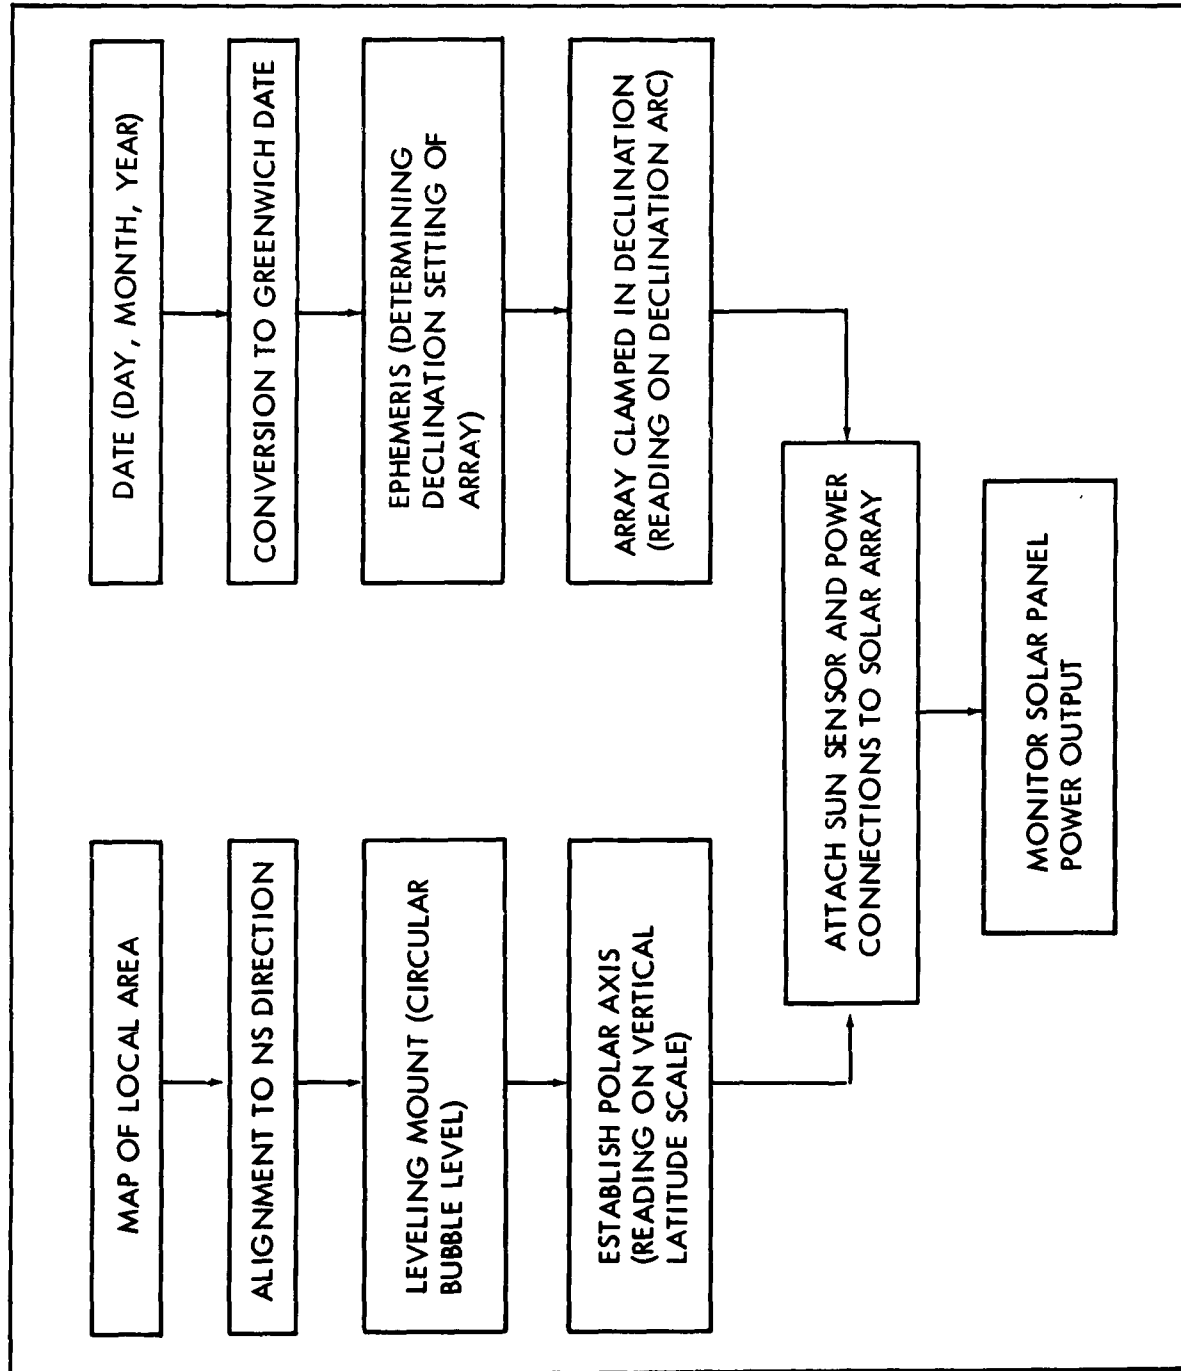 MAP OF LOCAL AREA
ALIGNMENT TO NS DIRECTION
LEVELING MOUNT (CIRCULAR
BUBBLE LEVEL)
ESTABLISH POLAR AXIS
(READING ON VERTICAL
LATITUDE SCALE)
DATE (DAY, MONTH, YEAR)
CONVERSION TO GREENWICH DATE
EPHEMERIS (DETERMINING
DECLINATION SETTING OF
ARRAY)
ARRAY CLAMPED IN DECLINATION
(READING ON DECLINATION ARC)
ATTACH SUN SENSOR AND POWER
CONNECTIONS TO SOLAR ARRAY
MONITOR SOLAR PANEL
POWER OUTPUT